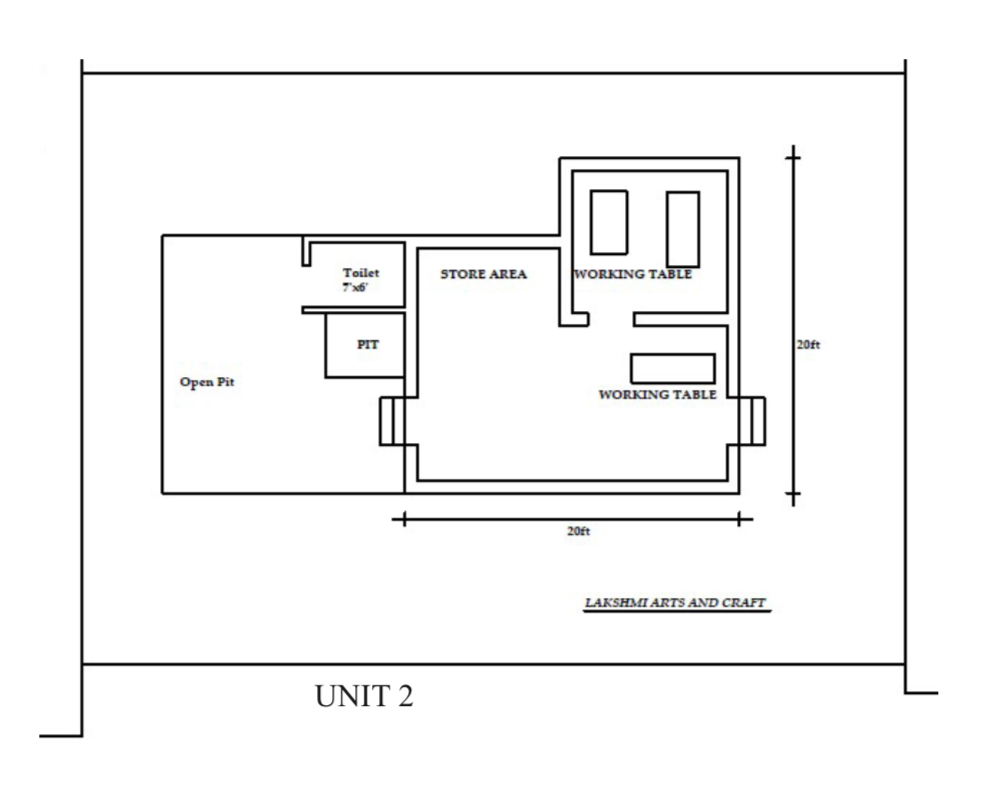 Toilet
7'x6'
STORE AREA
WORKING TABLE
PIT
20ft
Open Pit
WORKING TABLE
20ft
LAKSHMI ARTS AND CRAFT
UNIT 2